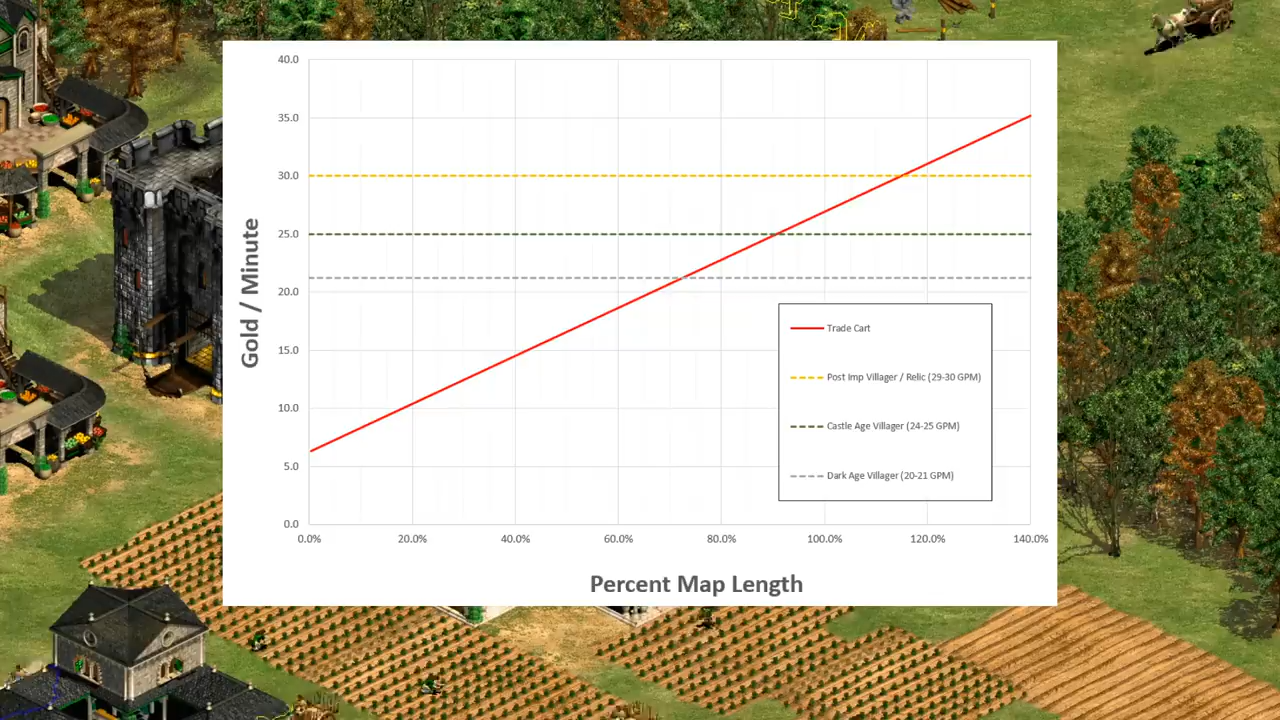 40.0
35.0
30.0
25.0
20.0
15.0
10.0
5.0
0.0
Gold / Minute
0.0% 20.0% 40.0% 60.0% 80.0% 100.0% 120.0% 140.0%
Percent Map Length
Trade Cart
Post Imp Villager / Relic (29-30 GPM)
Castle Age Villager (24-25 GPM)
Dark Age Villager (20-21 GPM)